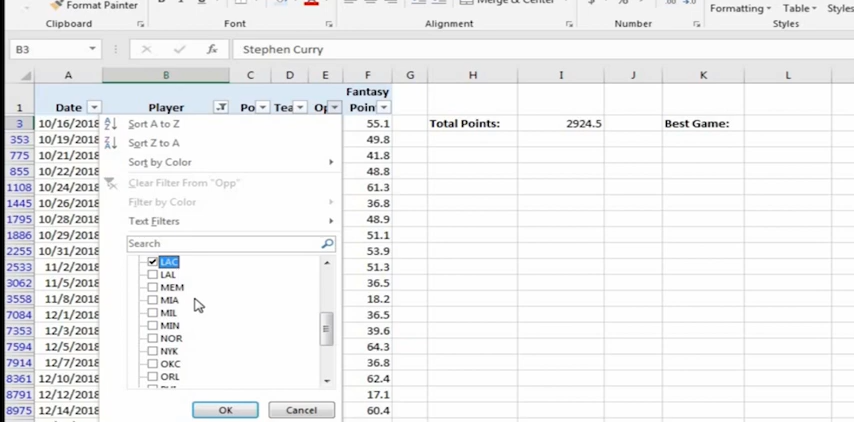 Format Painter
Merge & Center
Formatting Table Styles
Clipboard Font Alignment Number Styles
B3 fx Stephen Curry
A B C D E F G H I J K L
Fantasy
1 Date Player Po Tea Op Poin
3 10/16/2018 Sort A to Z 55.1 Total Points: 2924.5 Best Game:
353 10/19/2018 Sort Z to A 49.8
775 10/21/2018 41.8
855 10/22/2018 Sort by Color 48.8
1108 10/24/2018 Clear Filter From "Opp" 61.3
1445 10/26/2018 Filter by Color 36.8
1795 10/28/2018 Text Filters 48.9
1886 10/29/2018 Search 51.1
2255 10/31/2018 LAC 53.9
2533 11/2/2018 LAL 51.3
3062 11/5/2018 MEM 36.5
3558 11/8/2018 MIA 18.2
7084 12/1/2018 MIL 36.5
7353 12/3/2018 MIN 39.6
7594 12/5/2018 NOR 64.3
NYK
7914 12/7/2018 OKC 36.8
8361 12/10/2018 ORL 62.4
8791 12/12/2018 17.1
8975 12/14/2018 OK Cancel 60.4